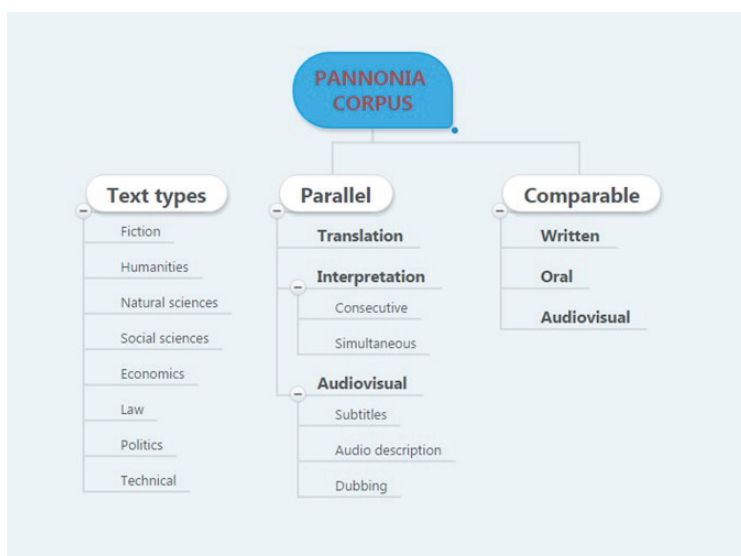 PANNONIA
CORPUS
Text types
Fiction
Humanities
Natural sciences
Social sciences
Economics
Law
Politics
Technical
Parallel
Translation
Interpretation
Consecutive
Simultaneous
Audiovisual
Subtitles
Audio description
Dubbing
Comparable
Written
Oral
Audiovisual